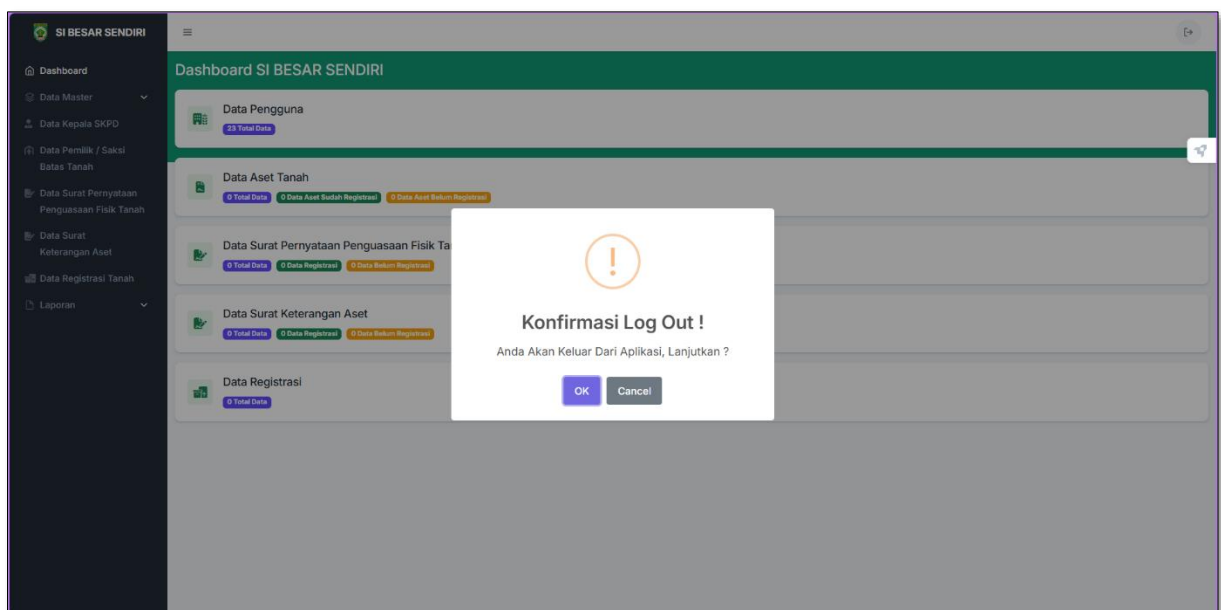 SI BESAR SENDIRI
Dashboard
Data Master
Data Kepala SKPD
Data Pemilik / Saksi
Batas Tanah
Data Surat Pernyataan
Penguasaan Fisik Tanah
Data Surat
Keterangan Aset
Data Registrasi Tanah
Laporan
Dashboard SI BESAR SENDIRI
Data Pengguna
23 Total Data
Data Aset Tanah
0 Total Data 0 Data Aset Sudah Registrasi 0 Data Aset Belum Registrasi
Data Surat Pernyataan Penguasaan Fisik Ta
0 Total Data 0 Data Registrasi 0 Data Belum Registrasi
Data Surat Keterangan Aset
0 Total Data 0 Data Registrasi 0 Data Belum Registrasi
Data Registrasi
0 Total Data
!
Konfirmasi Log Out !
Anda Akan Keluar Dari Aplikasi, Lanjutkan ?
OK Cancel